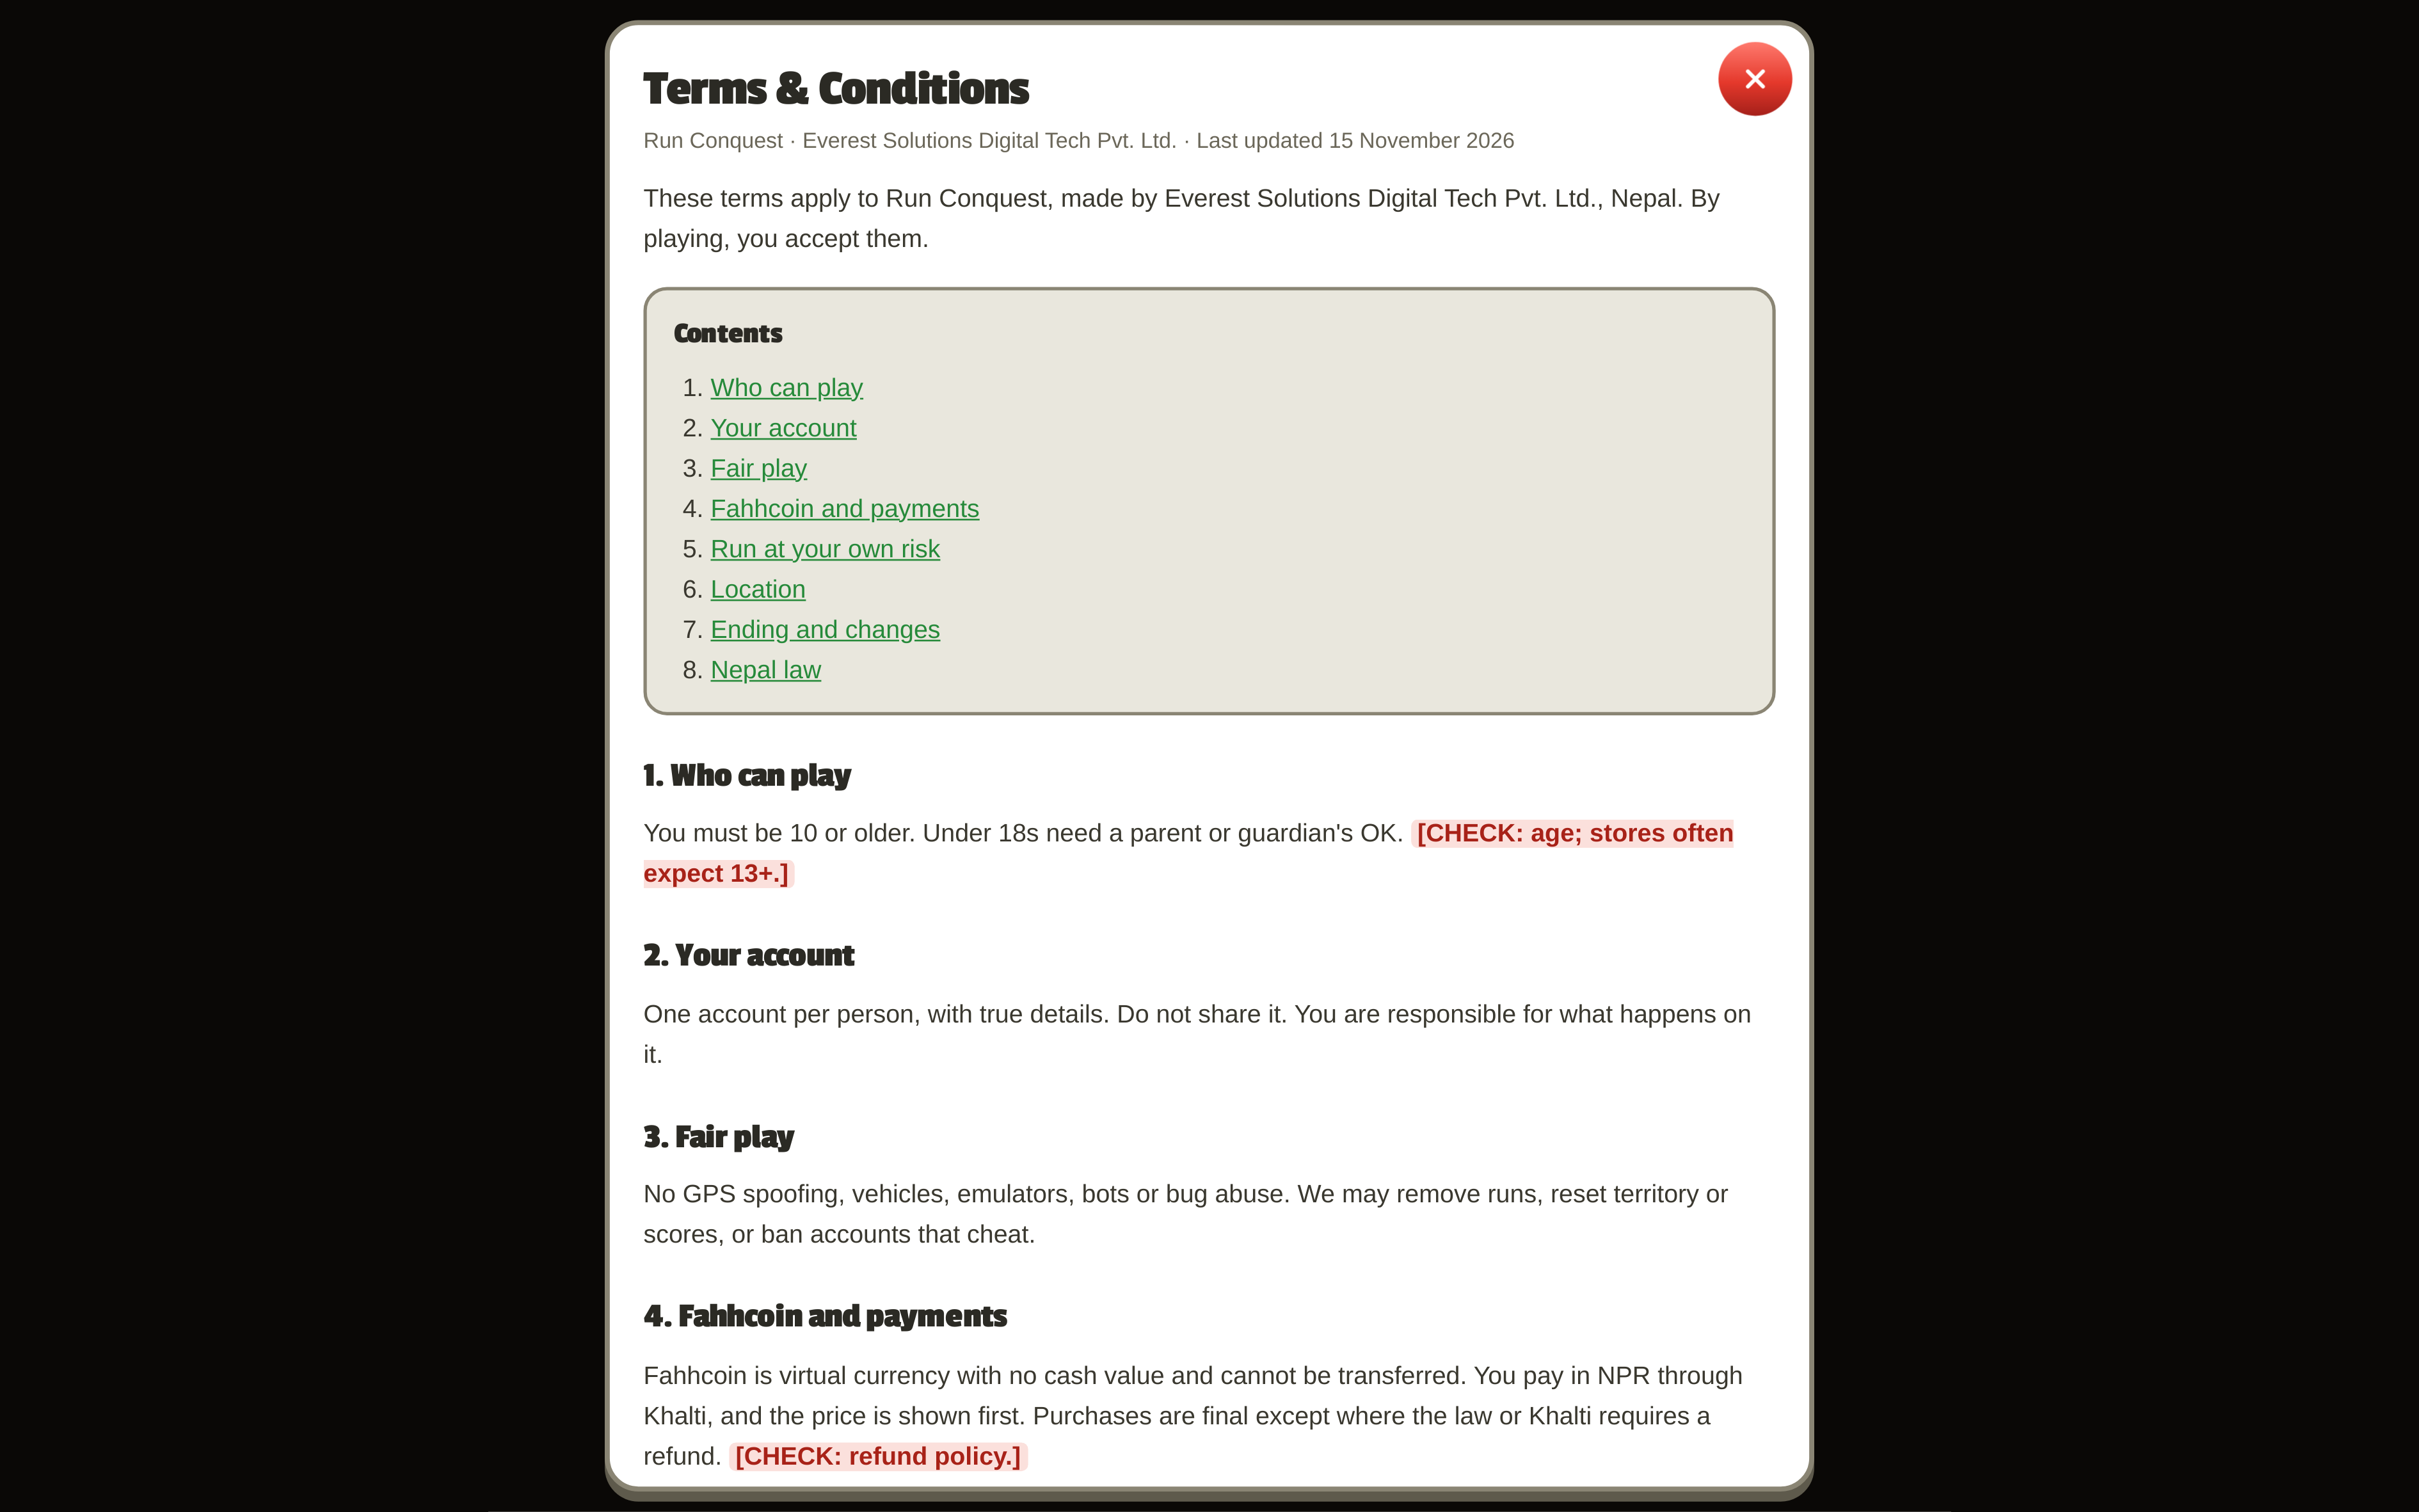 Terms & Conditions
Run Conquest · Everest Solutions Digital Tech Pvt. Ltd. · Last updated 15 November 2026
These terms apply to Run Conquest, made by Everest Solutions Digital Tech Pvt. Ltd., Nepal. By
playing, you accept them.
Contents
1. Who can play
2. Your account
3. Fair play
4. Fahhcoin and payments
5. Run at your own risk
6. Location
7. Ending and changes
8. Nepal law
1. Who can play
You must be 10 or older. Under 18s need a parent or guardian's OK. [CHECK: age; stores often
expect 13+.]
2. Your account
One account per person, with true details. Do not share it. You are responsible for what happens on
it.
3. Fair play
No GPS spoofing, vehicles, emulators, bots or bug abuse. We may remove runs, reset territory or
scores, or ban accounts that cheat.
4. Fahhcoin and payments
Fahhcoin is virtual currency with no cash value and cannot be transferred. You pay in NPR through
Khalti, and the price is shown first. Purchases are final except where the law or Khalti requires a
refund. [CHECK: refund policy.]